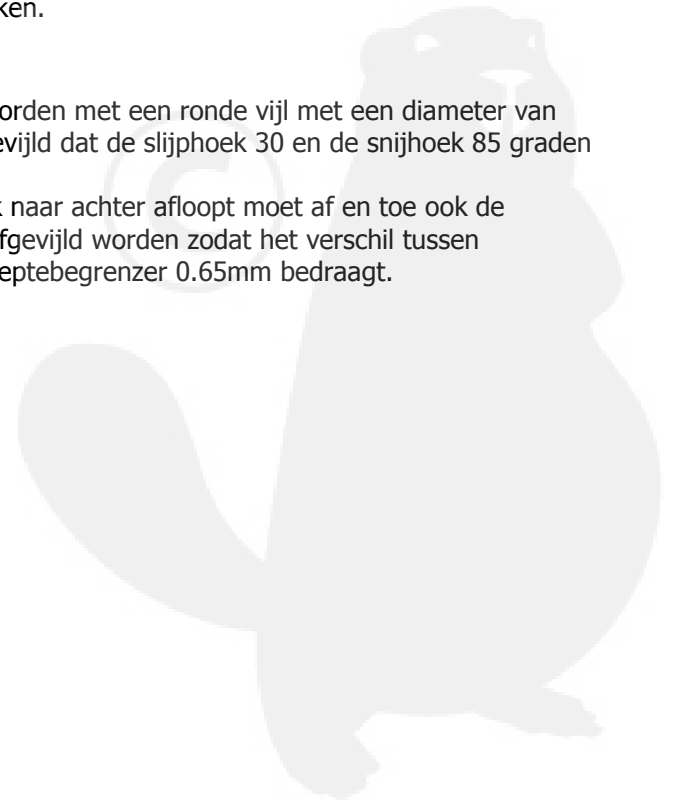 ken.
orden met een ronde vijl met een diameter van
evijld dat de slijphoek 30 en de snijhoek 85 graden
k naar achter afloopt moet af en toe ook de
fgevijld worden zodat het verschil tussen
eptebegrenzer 0.65mm bedraagt.
©